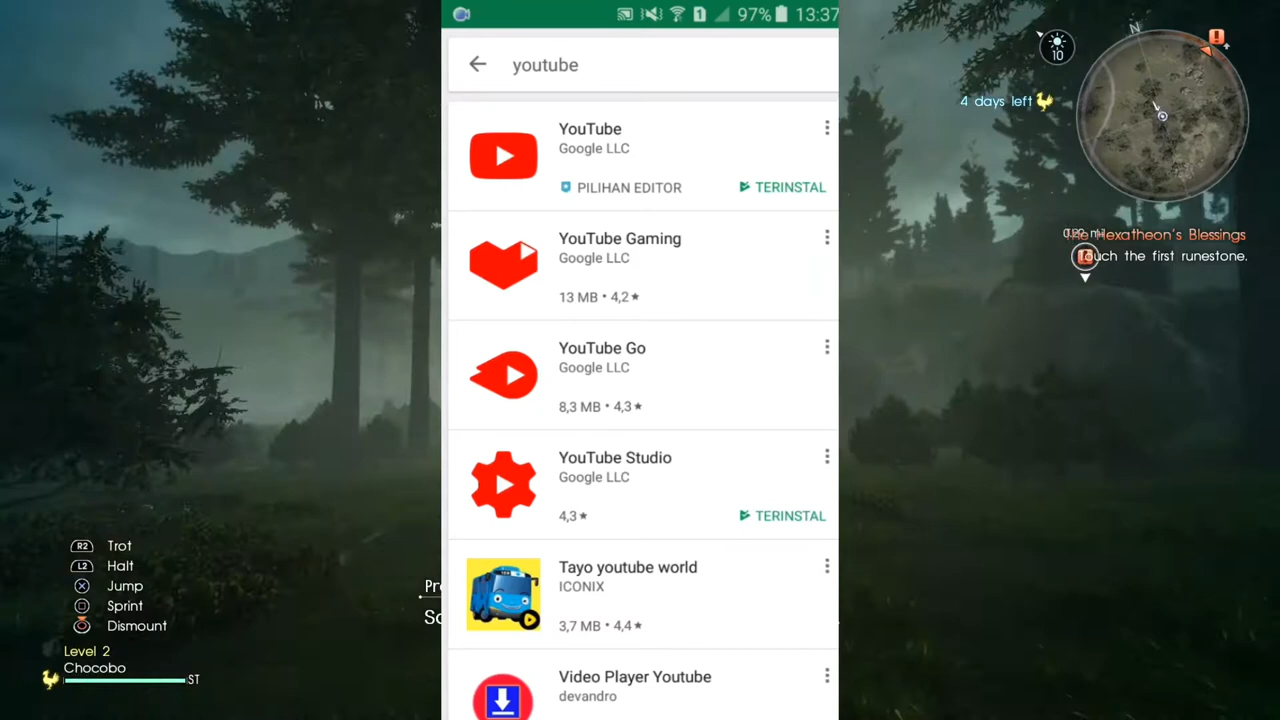 97%
13:37
youtube
YouTube
Google LLC
PILIHAN EDITOR
TERINSTAL
YouTube Gaming
Google LLC
13 MB • 4,2★
YouTube Go
Google LLC
8,3 MB • 4,3★
YouTube Studio
Google LLC
4,3★
TERINSTAL
Tayo youtube world
ICONIX
3,7 MB • 4,4★
Video Player Youtube
devandro
N
10
4 days left
The Hexatheon's Blessings
Touch the first runestone.
R2 Trot
L2 Halt
Jump
Sprint
Dismount
Level 2
Chocobo
ST